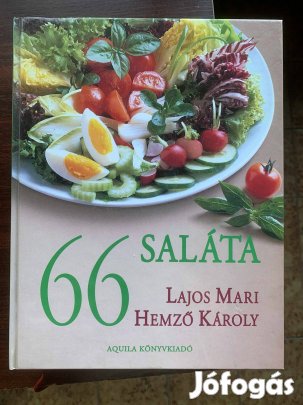 66 SALÁTA
LAJOS MARI
HEMZŐ KÁROLY
AQUILA KÖNYVKIADÓ
Jófogás